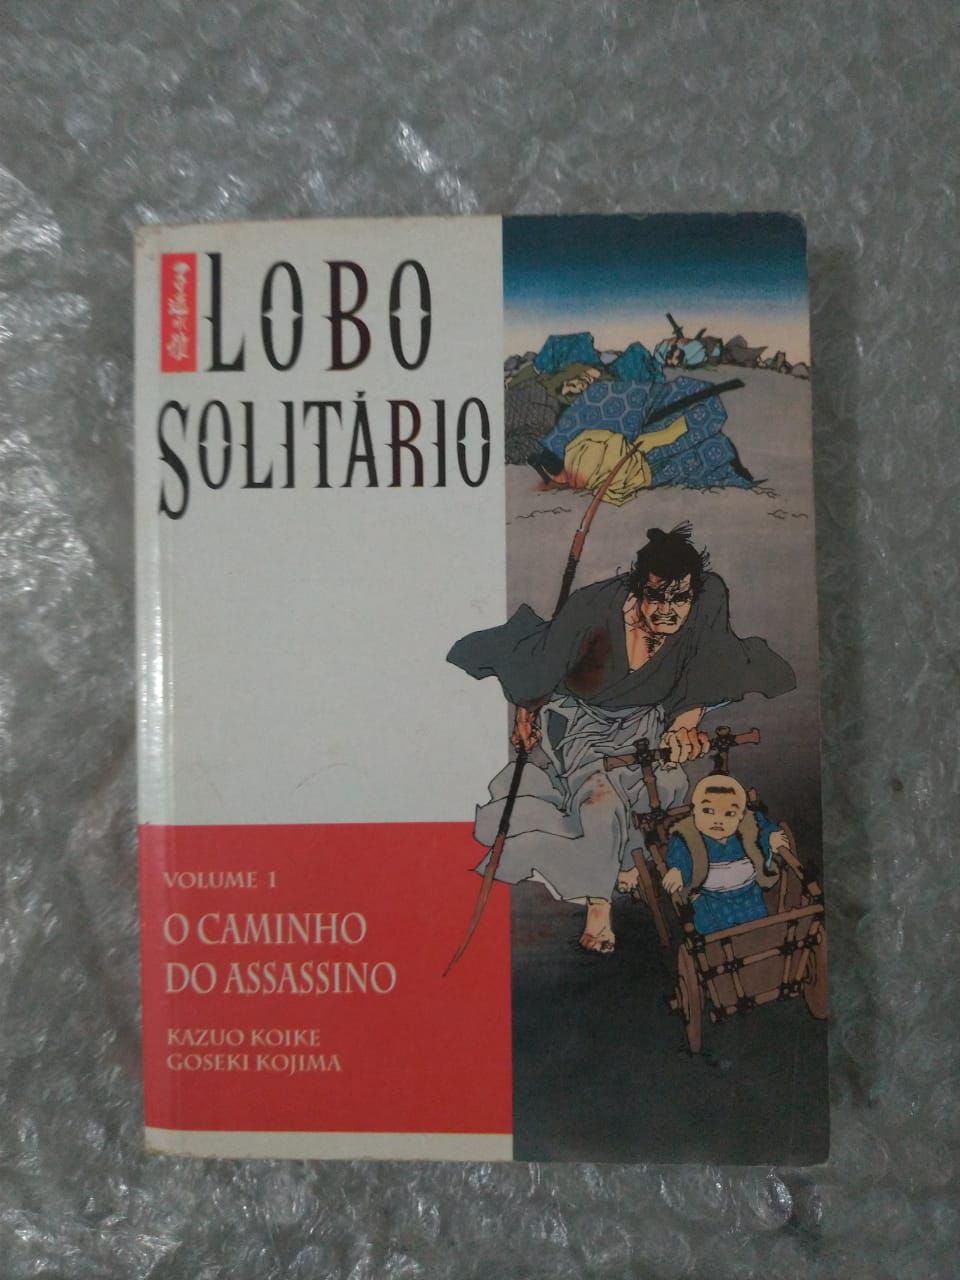 LOBO
SOLITÁRIO
VOLUME 1
O CAMINHO
DO ASSASSINO
KAZUO KOIKE
GOSEKI KOJIMA